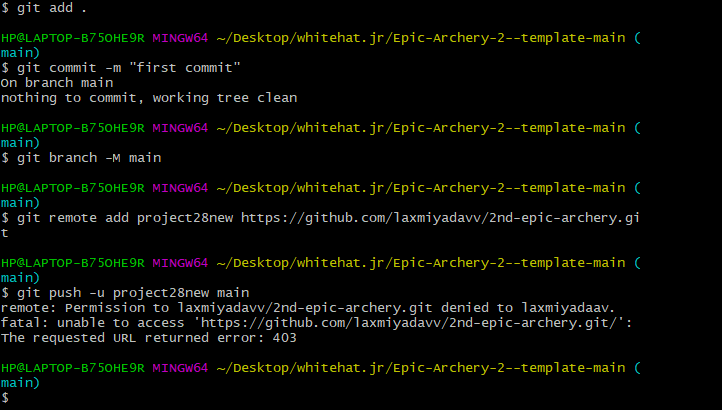 $ git add .
HP@LAPTOP-B75OHE9R MINGW64 ~/Desktop/whitehat.jr/Epic-Archery-2--template-main (
main)
$ git commit -m "first commit"
On branch main
nothing to commit, working tree clean
HP@LAPTOP-B75OHE9R MINGW64 ~/Desktop/whitehat.jr/Epic-Archery-2--template-main (
main)
$ git branch -M main
HP@LAPTOP-B75OHE9R MINGW64 ~/Desktop/whitehat.jr/Epic-Archery-2--template-main (
main)
$ git remote add project28new https://github.com/laxmiyadavv/2nd-epic-archery.gi
t
HP@LAPTOP-B75OHE9R MINGW64 ~/Desktop/whitehat.jr/Epic-Archery-2--template-main (
main)
$ git push -u project28new main
remote: Permission to laxmiyadavv/2nd-epic-archery.git denied to laxmiyadaav.
fatal: unable to access 'https://github.com/laxmiyadavv/2nd-epic-archery.git/':
The requested URL returned error: 403
HP@LAPTOP-B75OHE9R MINGW64 ~/Desktop/whitehat.jr/Epic-Archery-2--template-main (
main)
$